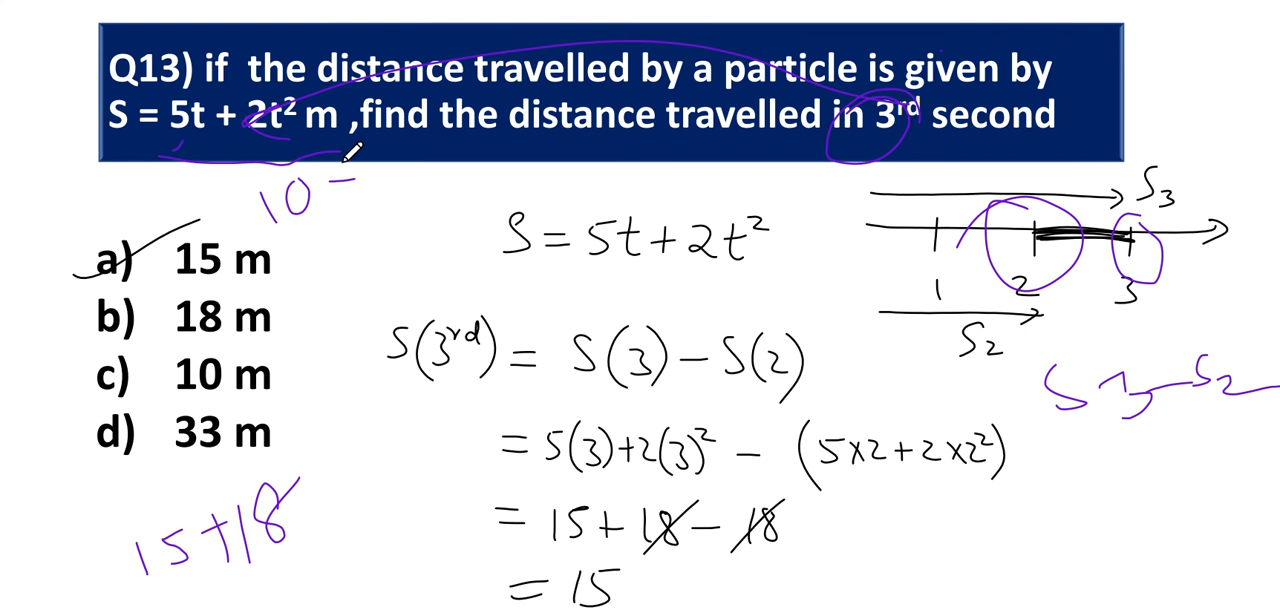 Q13) if the distance travelled by a particle is given by
S = 5t + 2t² m ,find the distance travelled in 3ʳᵈ second
10 –
a) 15 m
b) 18 m
c) 10 m
d) 33 m
15+18
S = 5t + 2t²
S(3ʳᵈ) = S(3) – S(2)
= 5(3)+2(3)² – (5×2+2×2²)
= 15 + 18 – 18
= 15
S₃
1 2 3
S₂
S3–S2